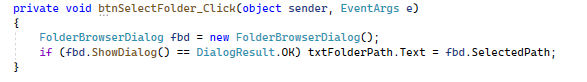 private void btnSelectFolder_Click(object sender, EventArgs e)
{
    FolderBrowserDialog fbd = new FolderBrowserDialog();
    if (fbd.ShowDialog() == DialogResult.OK) txtFolderPath.Text = fbd.SelectedPath;
}